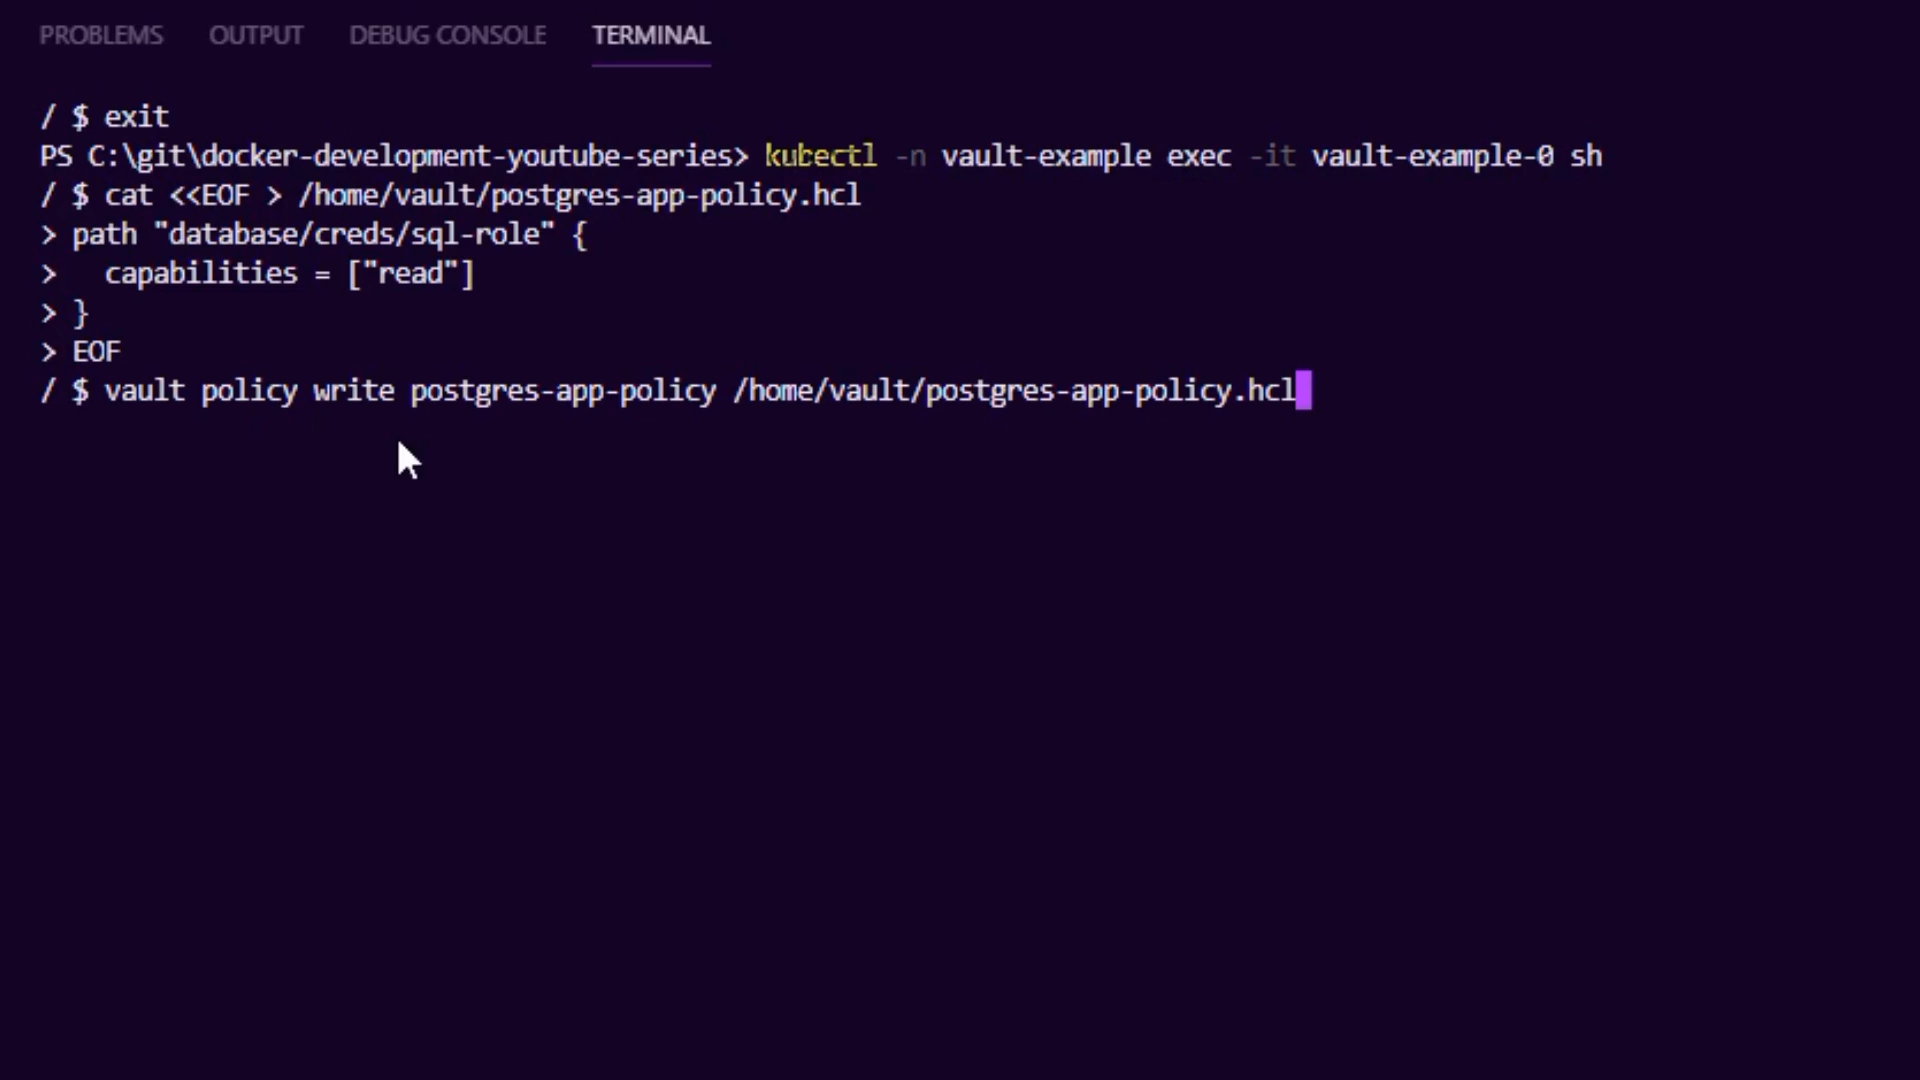 PROBLEMS OUTPUT DEBUG CONSOLE TERMINAL
/ $ exit
PS C:\git\docker-development-youtube-series> kubectl -n vault-example exec -it vault-example-0 sh
/ $ cat <<EOF > /home/vault/postgres-app-policy.hcl
> path "database/creds/sql-role" {
>   capabilities = ["read"]
> }
> EOF
/ $ vault policy write postgres-app-policy /home/vault/postgres-app-policy.hcl